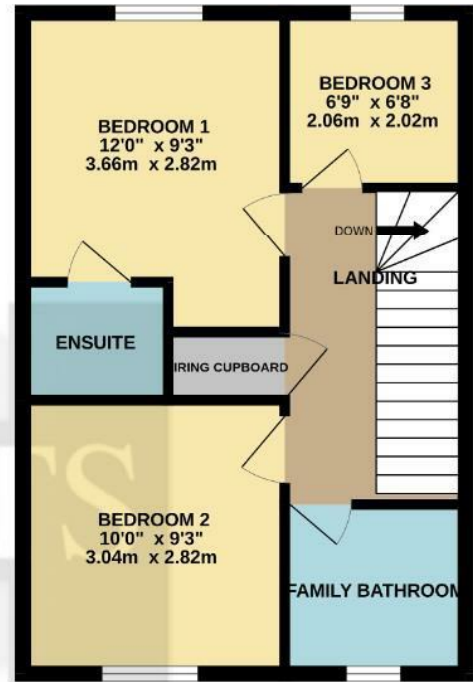 BEDROOM 1
12'0" x 9'3"
3.66m x 2.82m
BEDROOM 3
6'9" x 6'8"
2.06m x 2.02m
DOWN
LANDING
ENSUITE
IRING CUPBOARD
BEDROOM 2
10'0" x 9'3"
3.04m x 2.82m
FAMILY BATHROOM
TS